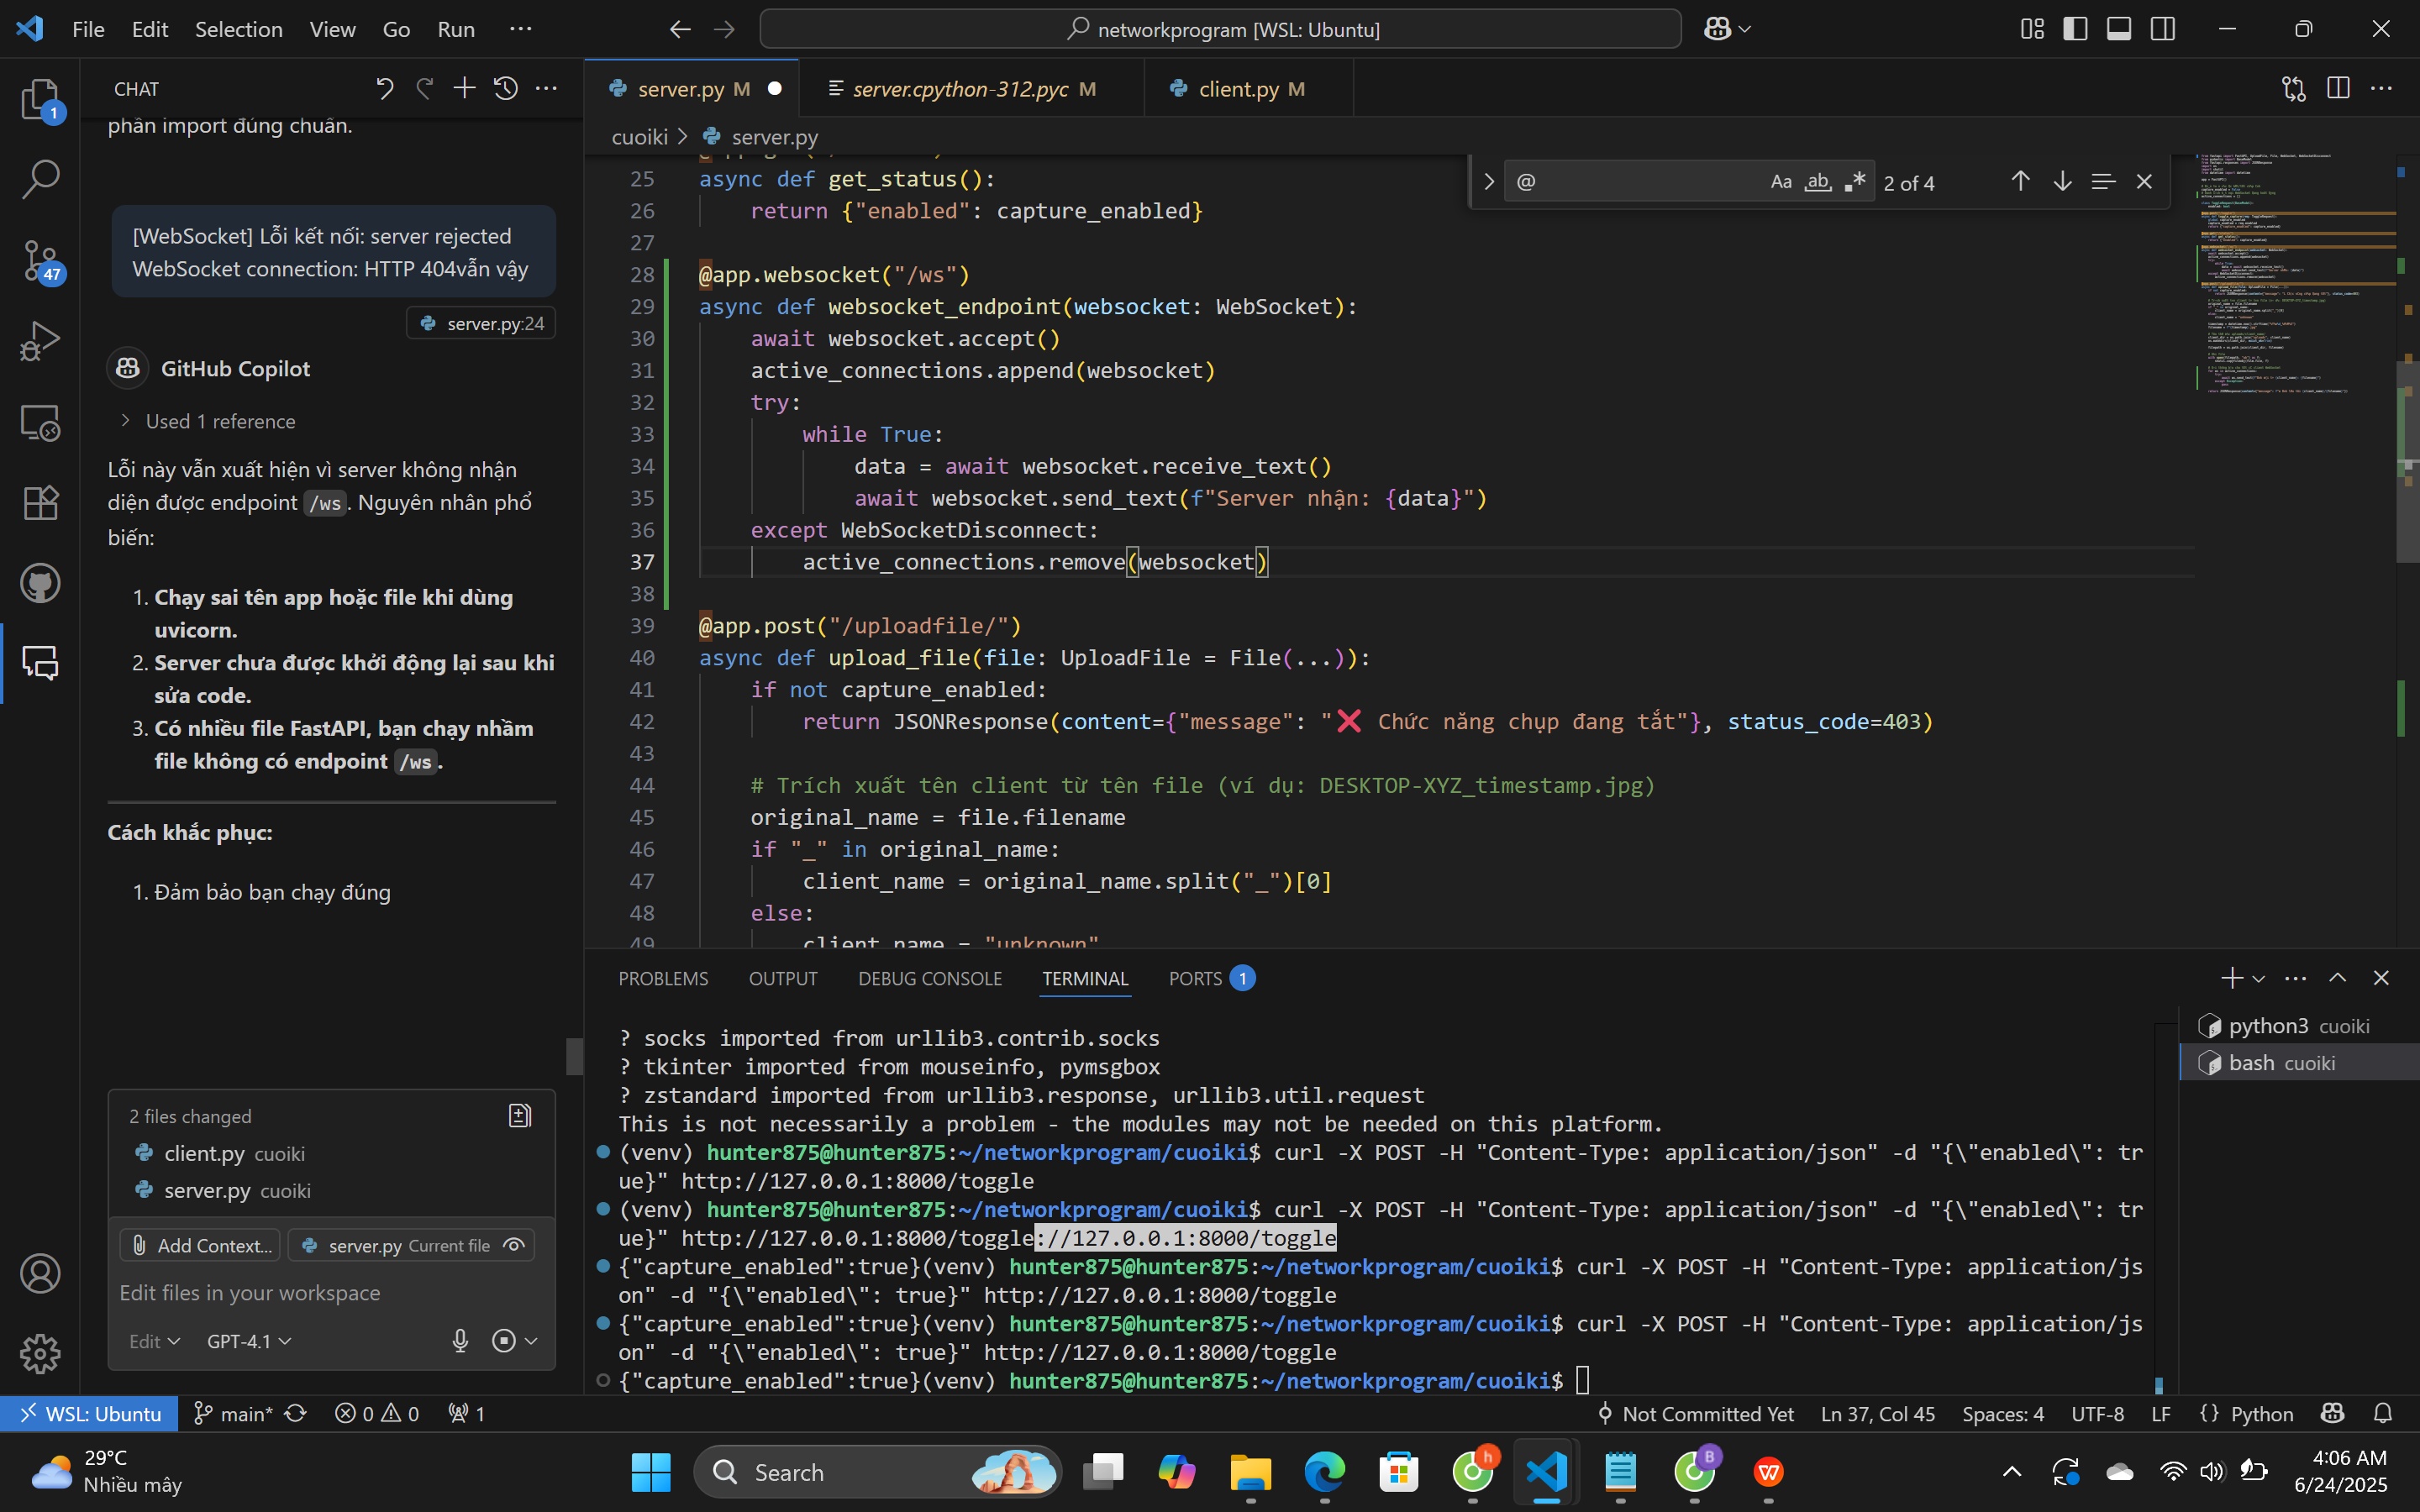 File Edit Selection View Go Run ···
networkprogram [WSL: Ubuntu]
CHAT
phần import đúng chuẩn.
[WebSocket] Lỗi kết nối: server rejected
WebSocket connection: HTTP 404vẫn vậy
server.py:24
GitHub Copilot
Used 1 reference
Lỗi này vẫn xuất hiện vì server không nhận
diện được endpoint /ws. Nguyên nhân phổ
biến:
1. Chạy sai tên app hoặc file khi dùng
uvicorn.
2. Server chưa được khởi động lại sau khi
sửa code.
3. Có nhiều file FastAPI, bạn chạy nhầm
file không có endpoint /ws.
Cách khắc phục:
1. Đảm bảo bạn chạy đúng
2 files changed
client.py cuoiki
server.py cuoiki
Add Context...
server.py Current file
Edit files in your workspace
Edit
GPT-4.1
1
47
server.py M
server.cpython-312.pyc M
client.py M
cuoiki > server.py
@
Aa ab
2 of 4
25 async def get_status():
26 return {"enabled": capture_enabled}
27
28 @app.websocket("/ws")
29 async def websocket_endpoint(websocket: WebSocket):
30 await websocket.accept()
31 active_connections.append(websocket)
32 try:
33 while True:
34 data = await websocket.receive_text()
35 await websocket.send_text(f"Server nhận: {data}")
36 except WebSocketDisconnect:
37 active_connections.remove(websocket)
38
39 @app.post("/uploadfile/")
40 async def upload_file(file: UploadFile = File(...)):
41 if not capture_enabled:
42 return JSONResponse(content={"message": "❌ Chức năng chụp đang tắt"}, status_code=403)
43
44 # Trích xuất tên client từ tên file (ví dụ: DESKTOP-XYZ_timestamp.jpg)
45 original_name = file.filename
46 if "_" in original_name:
47 client_name = original_name.split("_")[0]
48 else:
49 client_name = "unknown"
PROBLEMS OUTPUT DEBUG CONSOLE TERMINAL PORTS 1
? socks imported from urllib3.contrib.socks
? tkinter imported from mouseinfo, pymsgbox
? zstandard imported from urllib3.response, urllib3.util.request
This is not necessarily a problem - the modules may not be needed on this platform.
(venv) hunter875@hunter875:~/networkprogram/cuoiki$ curl -X POST -H "Content-Type: application/json" -d "{\"enabled\": tr
ue}" http://127.0.0.1:8000/toggle
(venv) hunter875@hunter875:~/networkprogram/cuoiki$ curl -X POST -H "Content-Type: application/json" -d "{\"enabled\": tr
ue}" http://127.0.0.1:8000/toggle://127.0.0.1:8000/toggle
{"capture_enabled":true}(venv) hunter875@hunter875:~/networkprogram/cuoiki$ curl -X POST -H "Content-Type: application/js
on" -d "{\"enabled\": true}" http://127.0.0.1:8000/toggle
{"capture_enabled":true}(venv) hunter875@hunter875:~/networkprogram/cuoiki$ curl -X POST -H "Content-Type: application/js
on" -d "{\"enabled\": true}" http://127.0.0.1:8000/toggle
{"capture_enabled":true}(venv) hunter875@hunter875:~/networkprogram/cuoiki$
python3 cuoiki
bash cuoiki
WSL: Ubuntu main* 0 0 1
Not Committed Yet Ln 37, Col 45 Spaces: 4 UTF-8 LF {} Python
29°C
Nhiều mây
Search
h
B
4:06 AM
6/24/2025